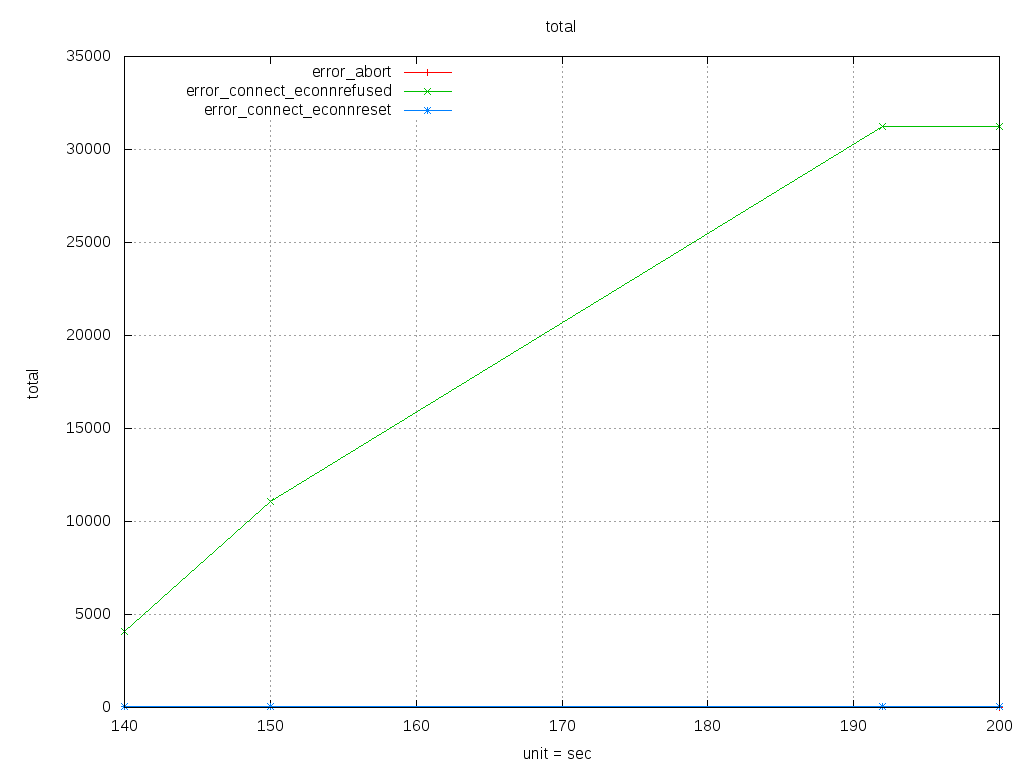 total
35000
error_abort
error_connect_econnrefused
error_connect_econnreset
30000
25000
20000
total
15000
10000
5000
0
140 150 160 170 180 190 200
unit = sec